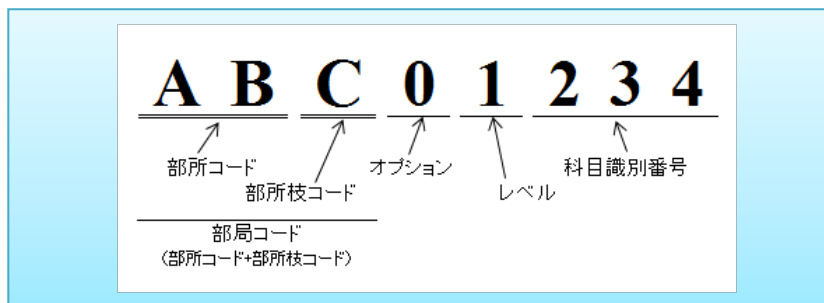 A B C 0 1 2 3 4
部所コード
オプション
科目識別番号
部所枝コード
レベル
部局コード
(部所コード+部所枝コード)